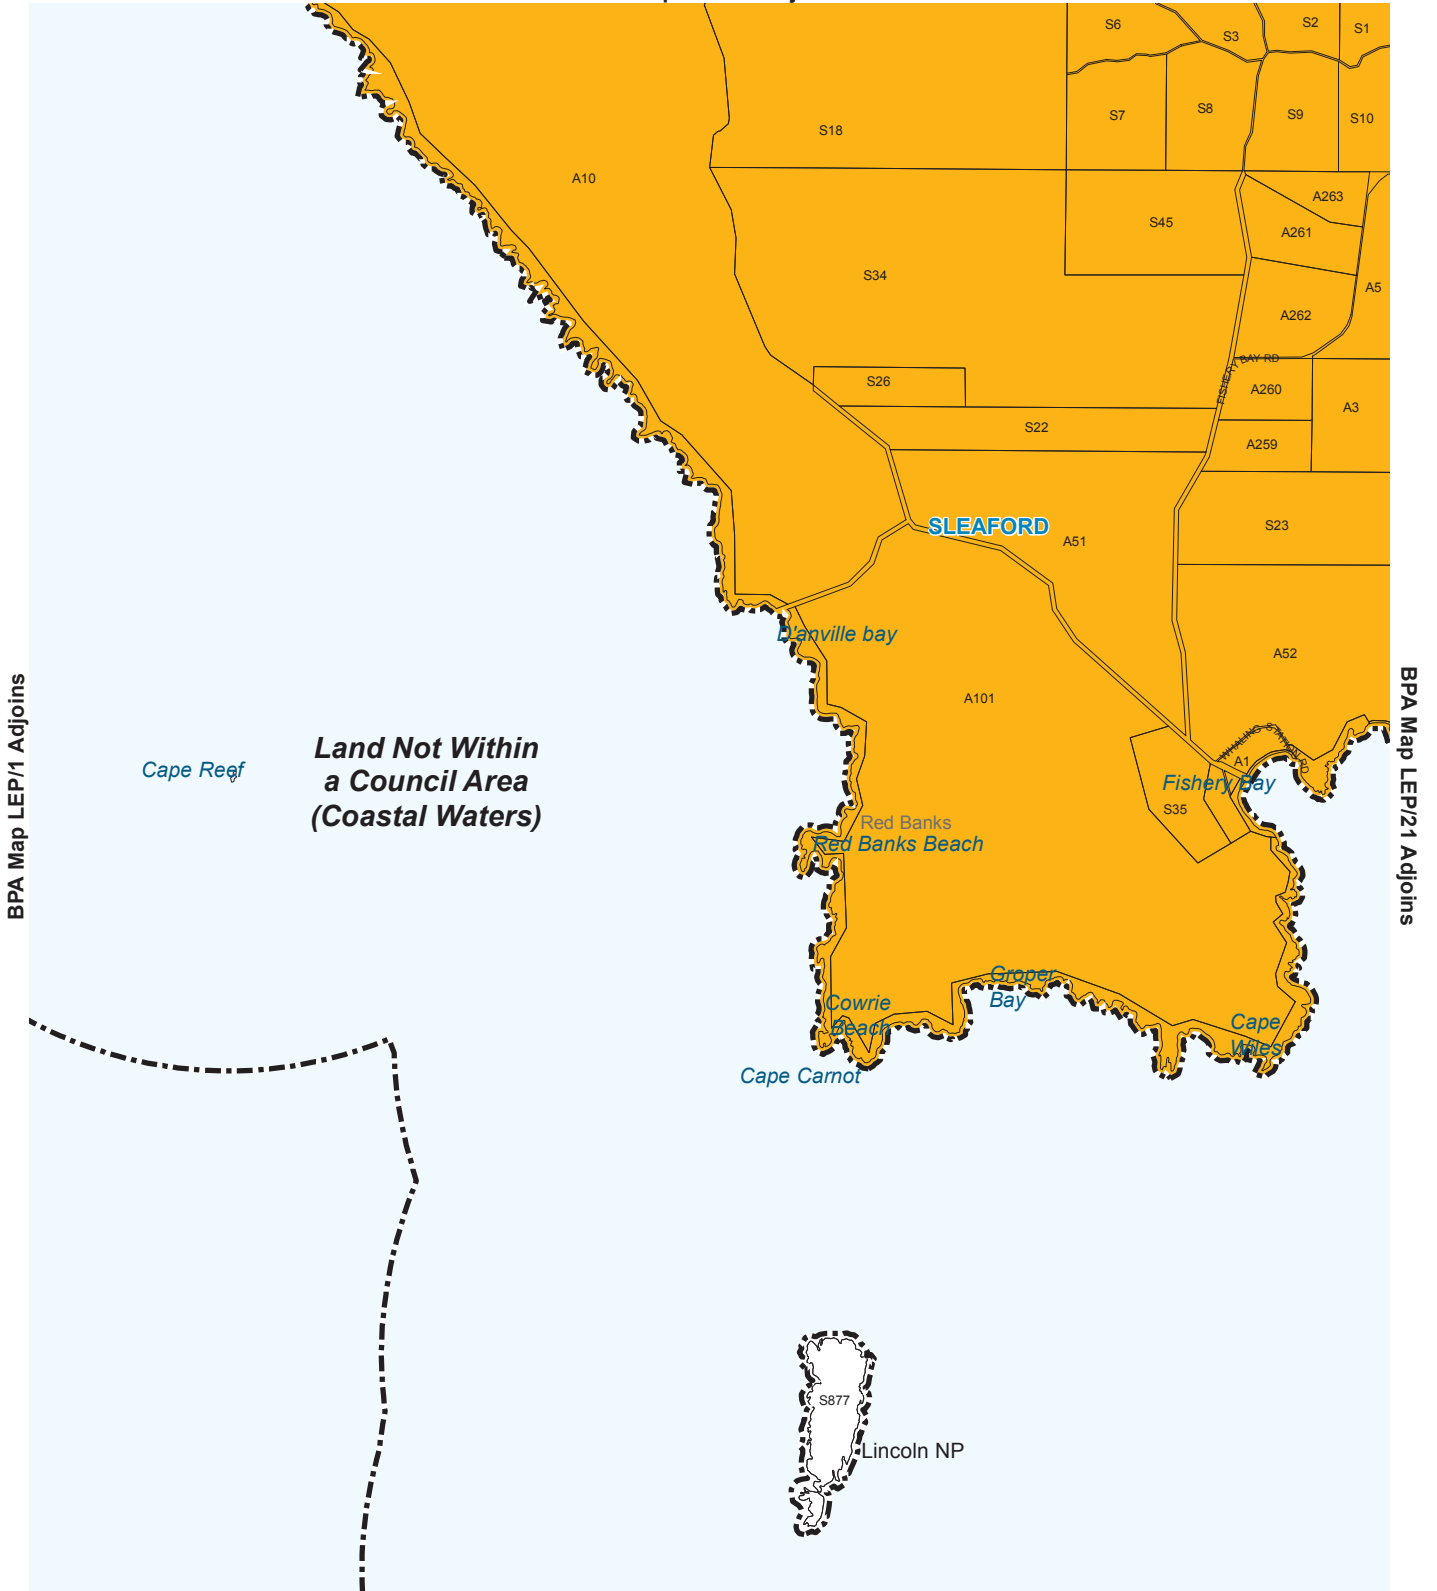 S6
S3
S2
S1
S7
S8
S9
S10
S18
A10
A263
S45
A261
S34
A5
A262
FISHERY BAY RD
S26
A260
A3
S22
A259
SLEAFORD
S23
A51
D'anville bay
A52
A101
BPA Map LEP/1 Adjoins
BPA Map LEP/21 Adjoins
WHALING STATION RD
A1
Land Not Within
a Council Area
(Coastal Waters)
Cape Reef
Fishery Bay
S35
Red Banks
Red Banks Beach
Groper
Bay
Cowrie
Beach
Cape
Wiles
Cape Carnot
S877
Lincoln NP